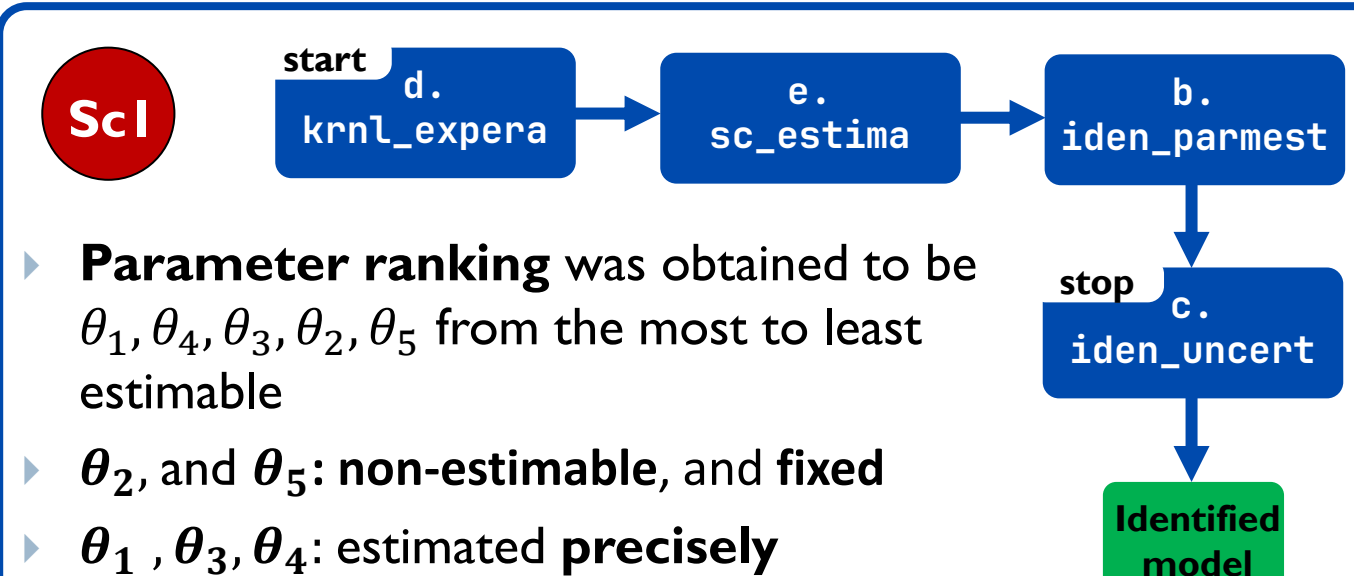 Sc1
start
d.
krnl_expera
e.
sc_estima
b.
iden_parmest
Parameter ranking was obtained to be
θ₁, θ₄, θ₃, θ₂, θ₅ from the most to least
estimable
θ₂, and θ₅: non-estimable, and fixed
θ₁ , θ₃, θ₄: estimated precisely
stop
c.
iden_uncert
Identified
model